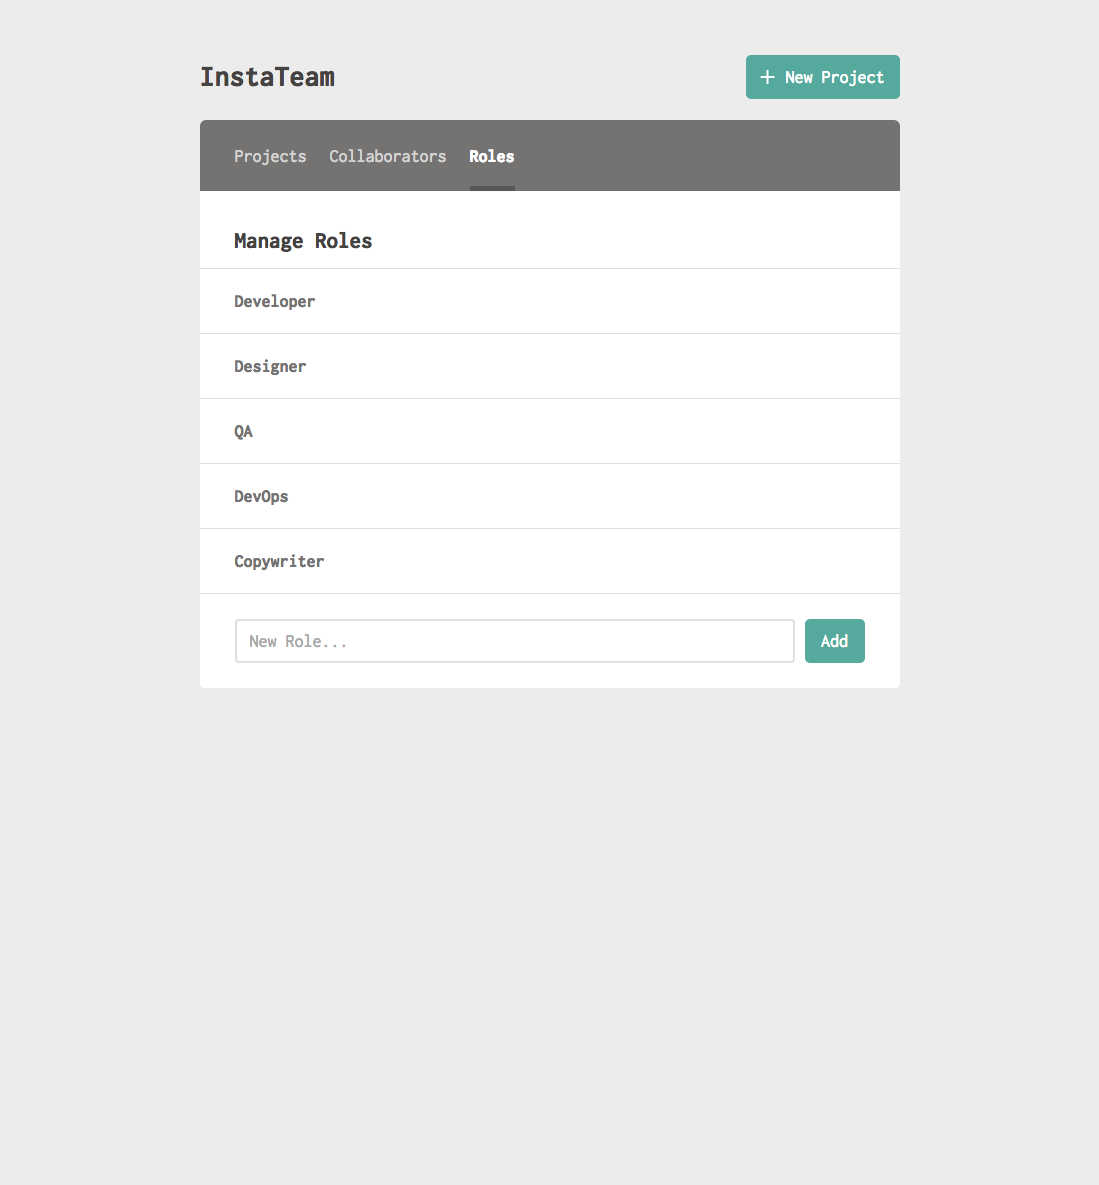 InstaTeam
+ New Project
Projects Collaborators Roles
Manage Roles
Developer
Designer
QA
DevOps
Copywriter
New Role... Add